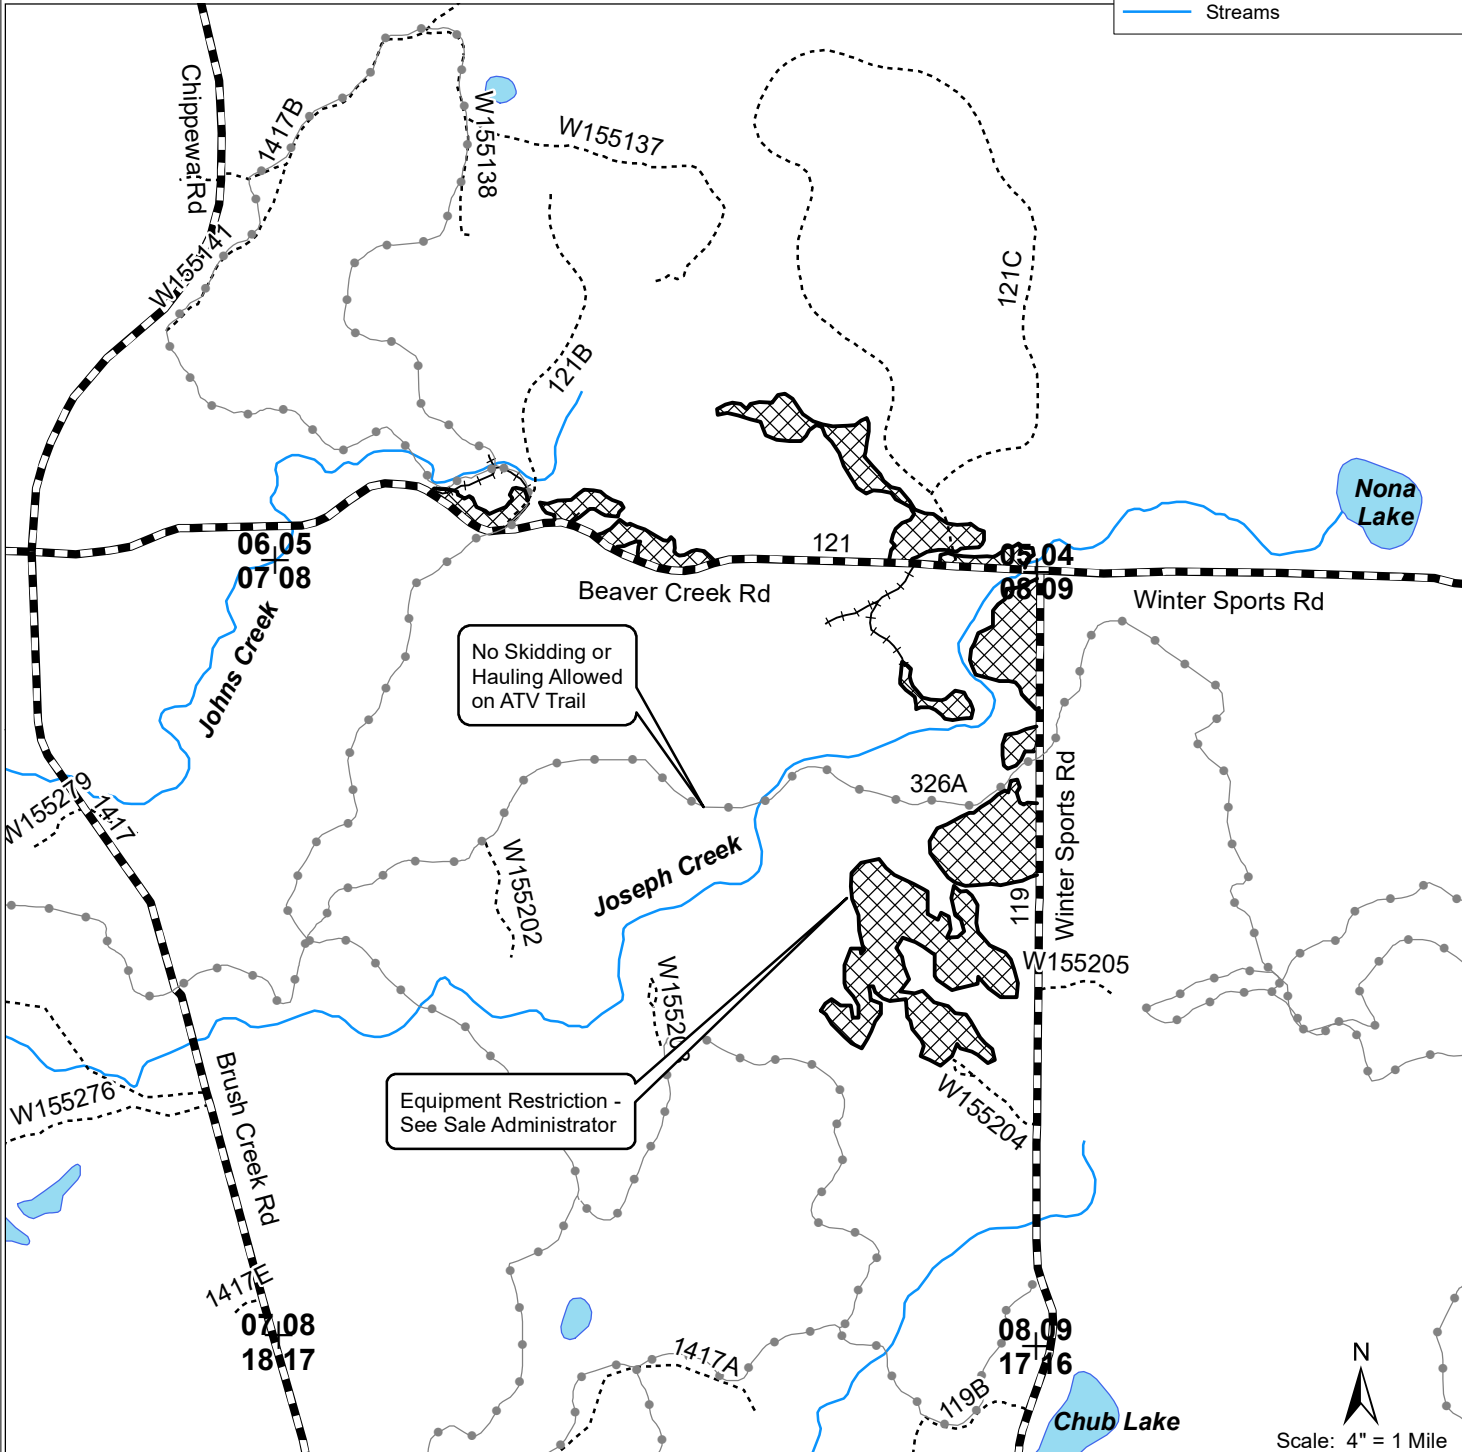 Streams
Chippewa Rd
1417B
W155138
W155137
W155141
121C
121B
Nona
Lake
06 05
07 08
121
05 04
08 09
Beaver Creek Rd
Winter Sports Rd
Johns Creek
No Skidding or
Hauling Allowed
on ATV Trail
W155279
1417
326A
Winter Sports Rd
Joseph Creek
W155202
119
W155205
W155203
Brush Creek Rd
W155276
Equipment Restriction -
See Sale Administrator
W155204
1417E
07 08
18 17
08 09
17 16
1417A
119B
Chub Lake
N
Scale: 4" = 1 Mile